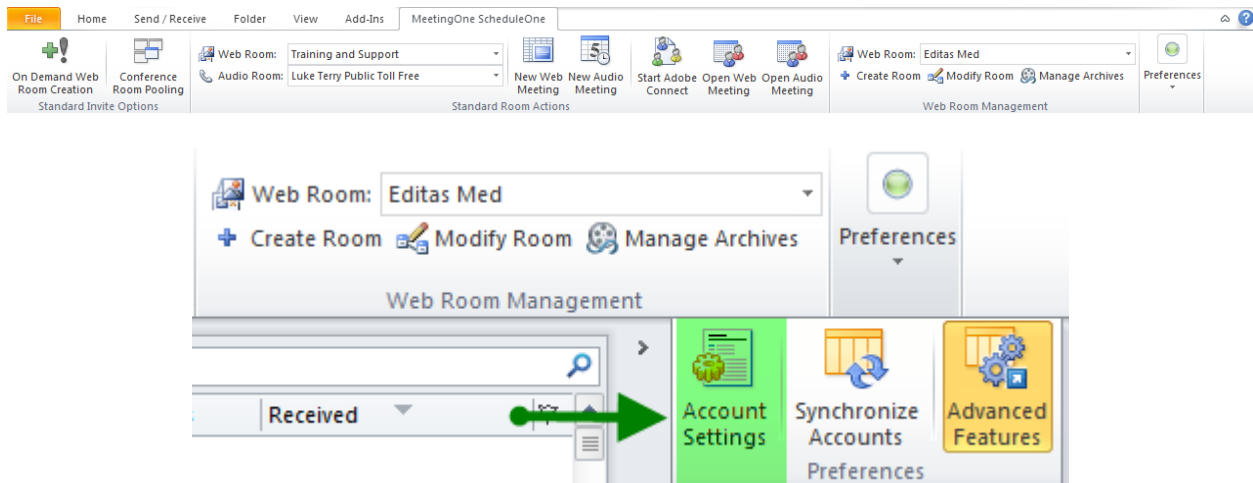 File Home Send / Receive Folder View Add-Ins MeetingOne ScheduleOne
Web Room: Training and Support
Web Room: Editas Med
On Demand Web Room Creation
Conference Room Pooling
Audio Room: Luke Terry Public Toll Free
New Web Meeting
New Audio Meeting
Start Adobe Connect
Open Web Meeting
Open Audio Meeting
Create Room Modify Room Manage Archives
Preferences
Standard Invite Options Standard Room Actions Web Room Management
Web Room: Editas Med
Create Room Modify Room Manage Archives
Preferences
Web Room Management
Received
Account Settings
Synchronize Accounts
Advanced Features
Preferences